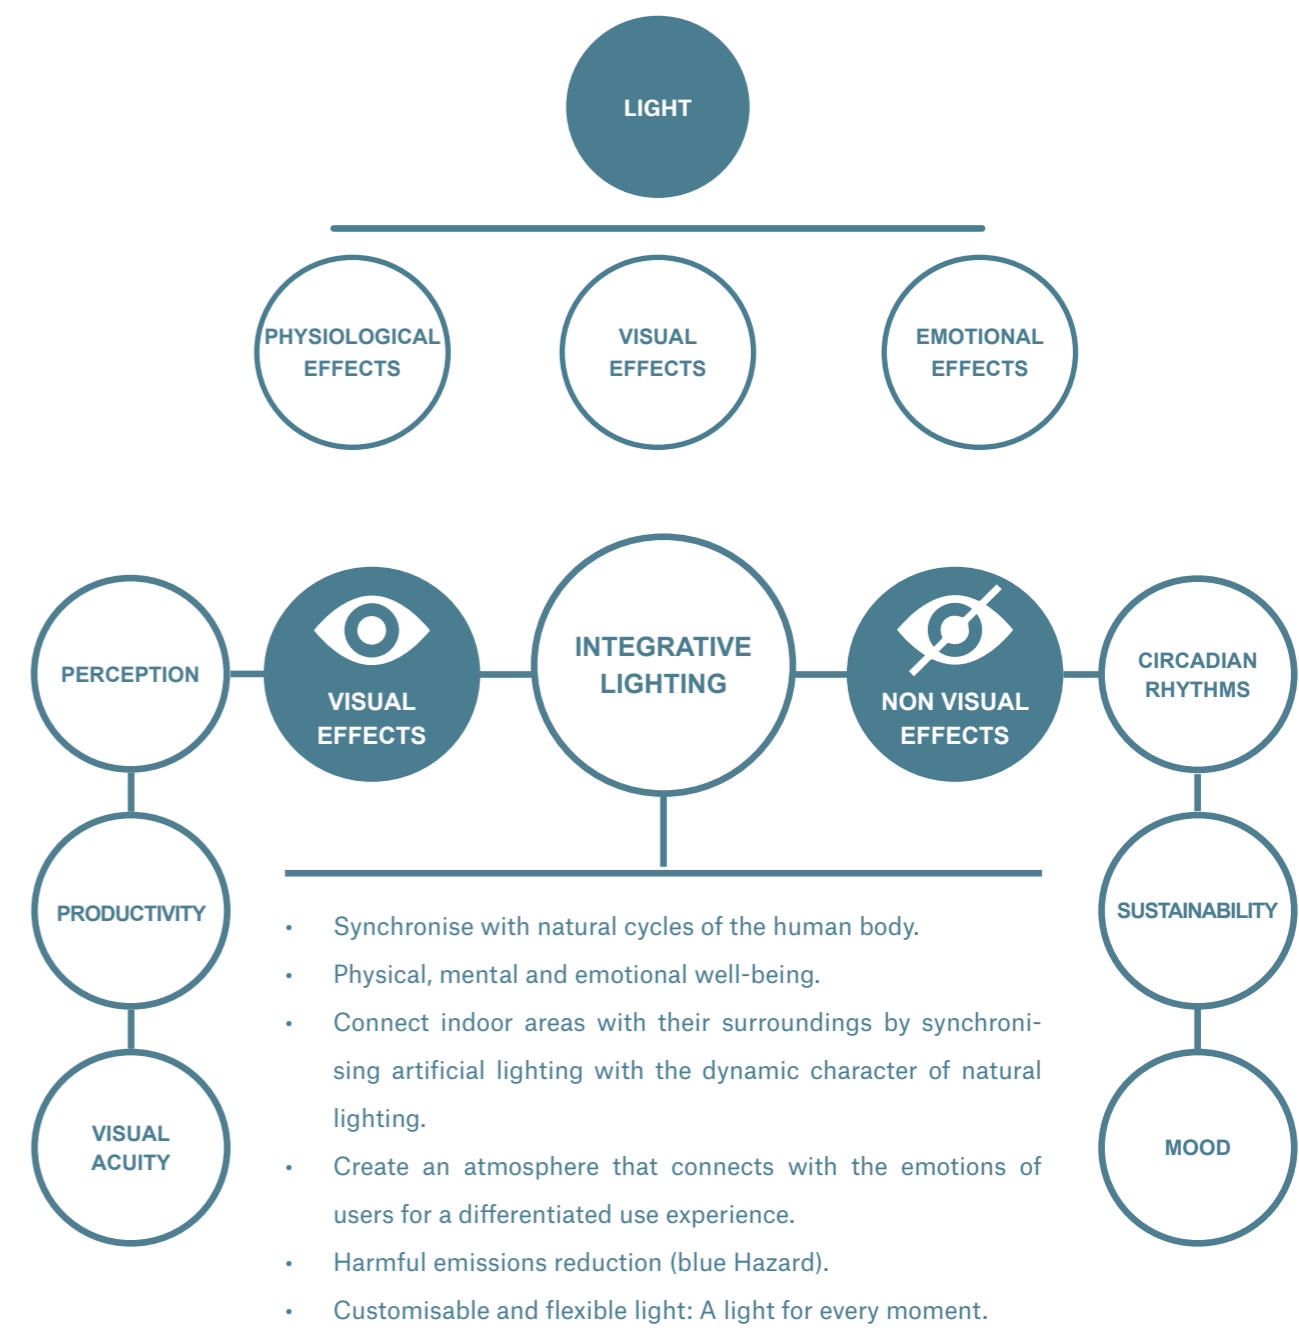 LIGHT
PHYSIOLOGICAL
EFFECTS
VISUAL
EFFECTS
EMOTIONAL
EFFECTS
PERCEPTION
VISUAL
EFFECTS
INTEGRATIVE
LIGHTING
NON VISUAL
EFFECTS
CIRCADIAN
RHYTHMS
PRODUCTIVITY
SUSTAINABILITY
VISUAL
ACUITY
MOOD
• Synchronise with natural cycles of the human body.
• Physical, mental and emotional well-being.
• Connect indoor areas with their surroundings by synchroni-
sing artificial lighting with the dynamic character of natural
lighting.
• Create an atmosphere that connects with the emotions of
users for a differentiated use experience.
• Harmful emissions reduction (blue Hazard).
• Customisable and flexible light: A light for every moment.